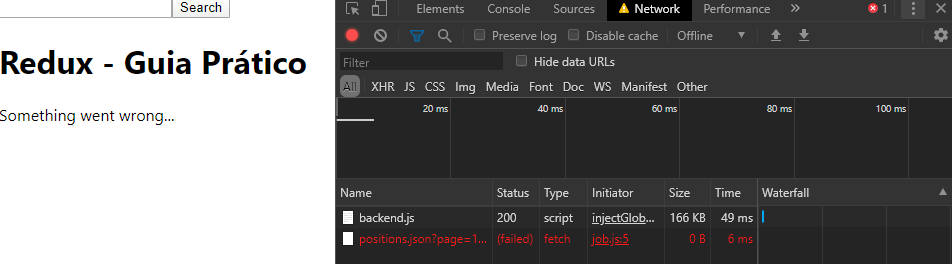 Search
Redux - Guia Prático
Something went wrong...
Elements Console Sources Network Performance » 1
Preserve log Disable cache Offline
Filter Hide data URLs
All XHR JS CSS Img Media Font Doc WS Manifest Other
20 ms 40 ms 60 ms 80 ms 100 ms
Name Status Type Initiator Size Time Waterfall
backend.js 200 script injectGlob... 166 KB 49 ms
positions.json?page=1... (failed) fetch job.js:5 0 B 6 ms